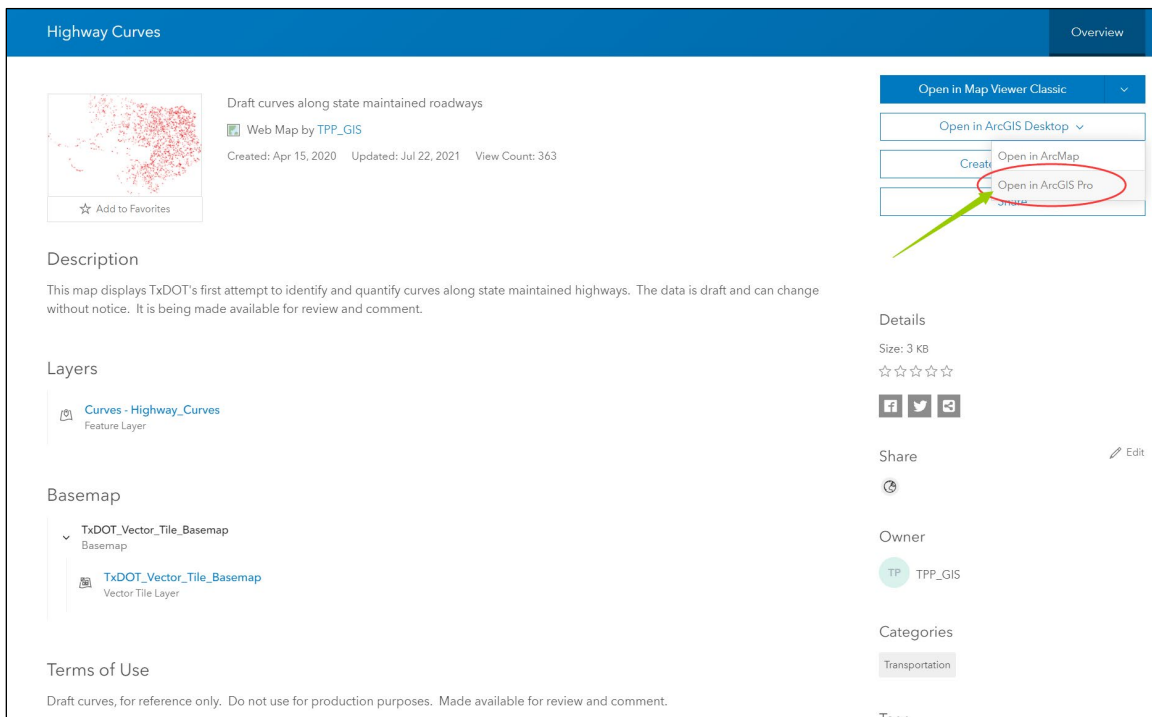 Highway Curves
Overview
Draft curves along state maintained roadways
Web Map by TPP_GIS
Created: Apr 15, 2020 Updated: Jul 22, 2021 View Count: 363
Add to Favorites
Open in Map Viewer Classic
Open in ArcGIS Desktop
Open in ArcMap
Create
Open in ArcGIS Pro
Share
Description
This map displays TxDOT's first attempt to identify and quantify curves along state maintained highways. The data is draft and can change
without notice. It is being made available for review and comment.
Layers
Curves - Highway_Curves
Feature Layer
Basemap
TxDOT_Vector_Tile_Basemap
Basemap
TxDOT_Vector_Tile_Basemap
Vector Tile Layer
Terms of Use
Draft curves, for reference only. Do not use for production purposes. Made available for review and comment.
Details
Size: 3 KB
Share
Edit
Owner
TP TPP_GIS
Categories
Transportation